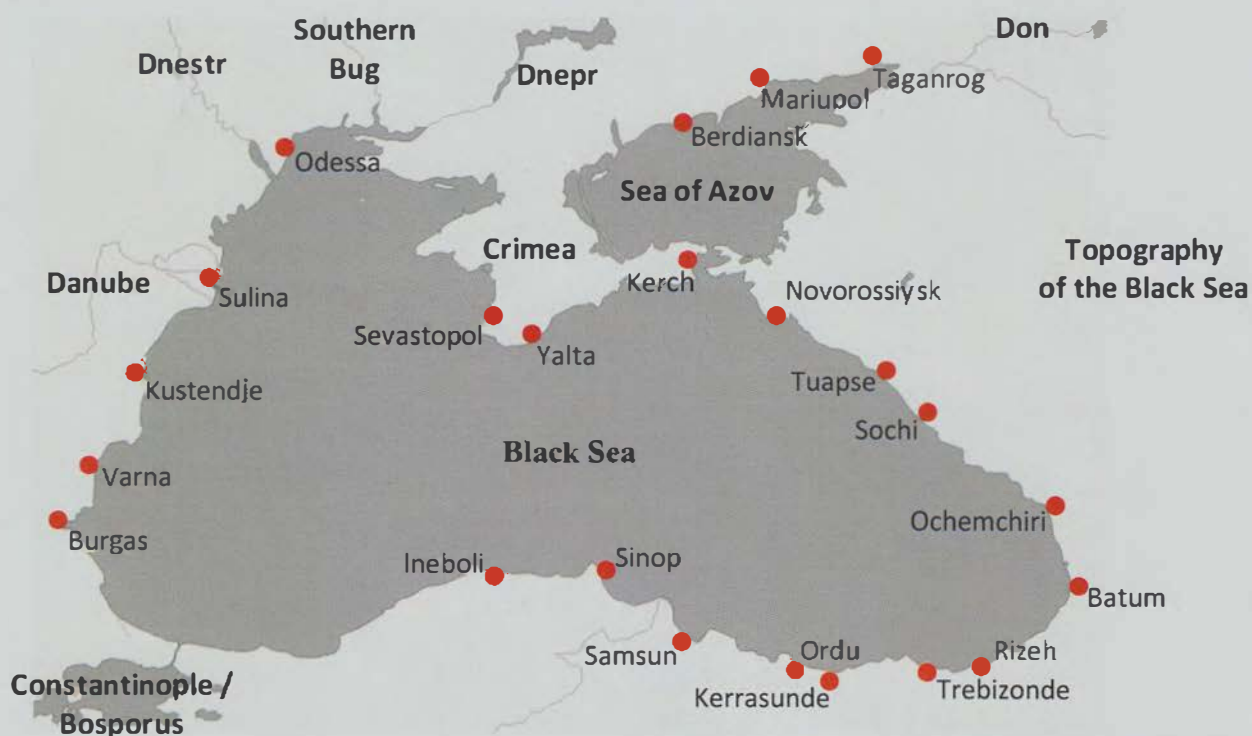 Southern
Bug
Don
Dnestr
Dnepr
Taganrog
Mariupol
Berdiansk
Odessa
Sea of Azov
Crimea
Topography
of the Black Sea
Danube
Sulina
Kerch
Novorossiysk
Sevastopol
Yalta
Kustendje
Tuapse
Sochi
Black Sea
Varna
Ochemchiri
Burgas
Ineboli
Sinop
Batum
Samsun
Ordu
Rizeh
Kerrasunde
Trebizonde
Constantinople /
Bosporus